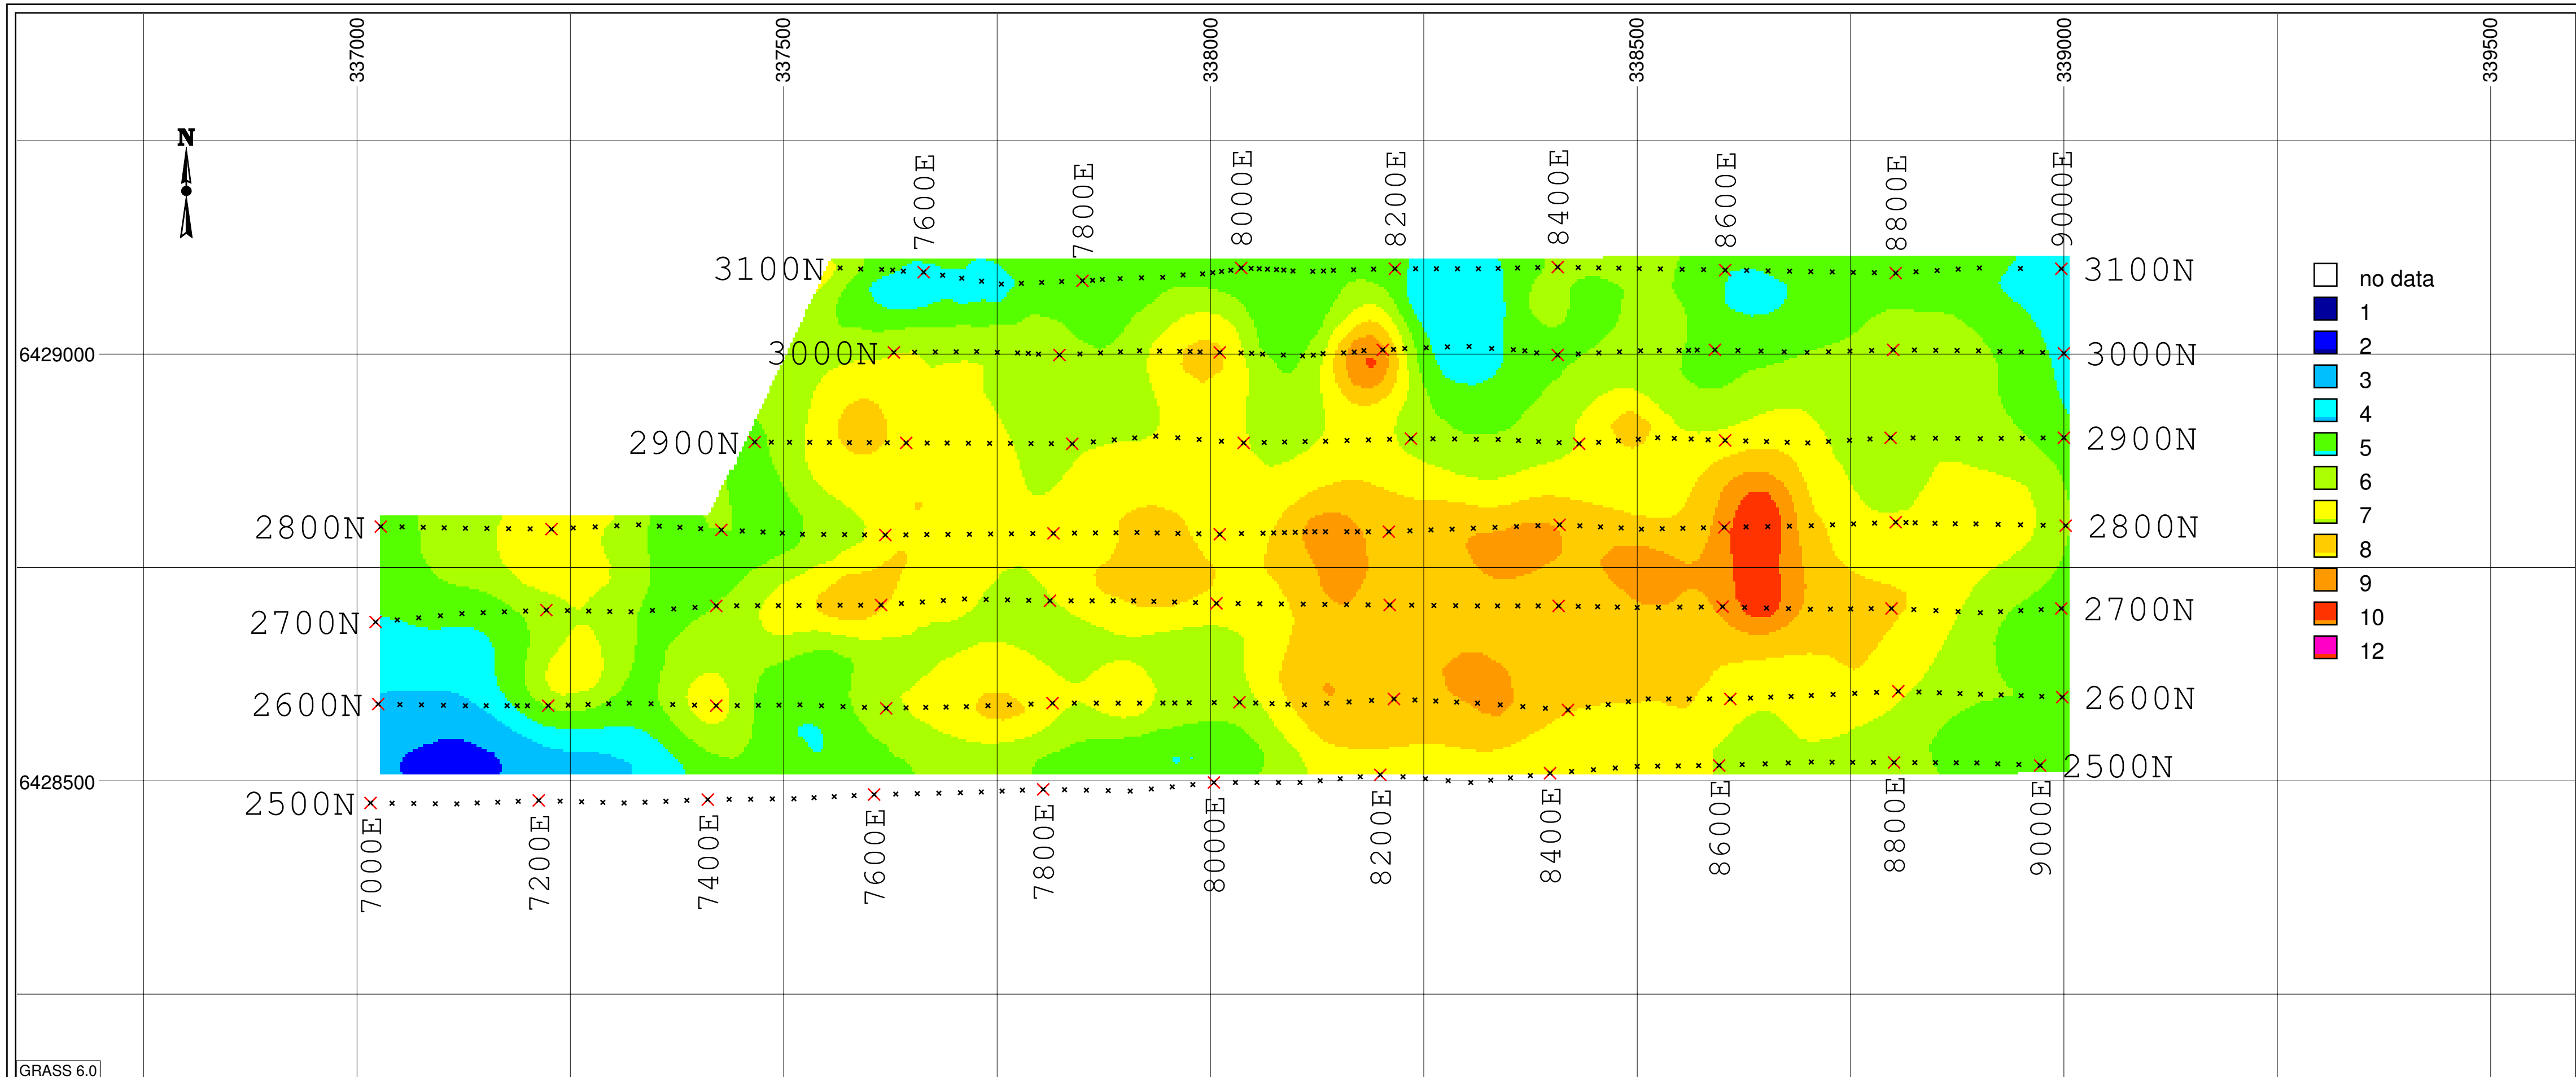 337000 337500 338000 338500 339000 339500
N
7600E 7800E 8000E 8200E 8400E 8600E 8800E 9000E
3100N 3100N
3000N 3000N
6429000
2900N 2900N
2800N 2800N
2700N 2700N
2600N 2600N
6428500
2500N 2500N
7000E 7200E 7400E 7600E 7800E 8000E 8200E 8400E 8600E 8800E 9000E
no data
1
2
3
4
5
6
7
8
9
10
12
GRASS 6.0